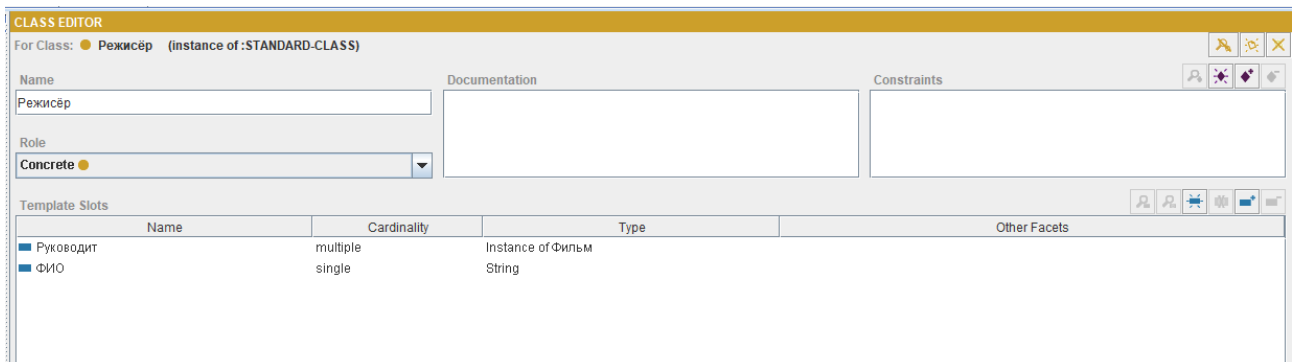 CLASS EDITOR
For Class: Режисёр (instance of :STANDARD-CLASS)
Name Documentation Constraints
Режисёр
Role
Concrete
Template Slots
Name Cardinality Type Other Facets
Руководит multiple Instance of Фильм
ФИО single String